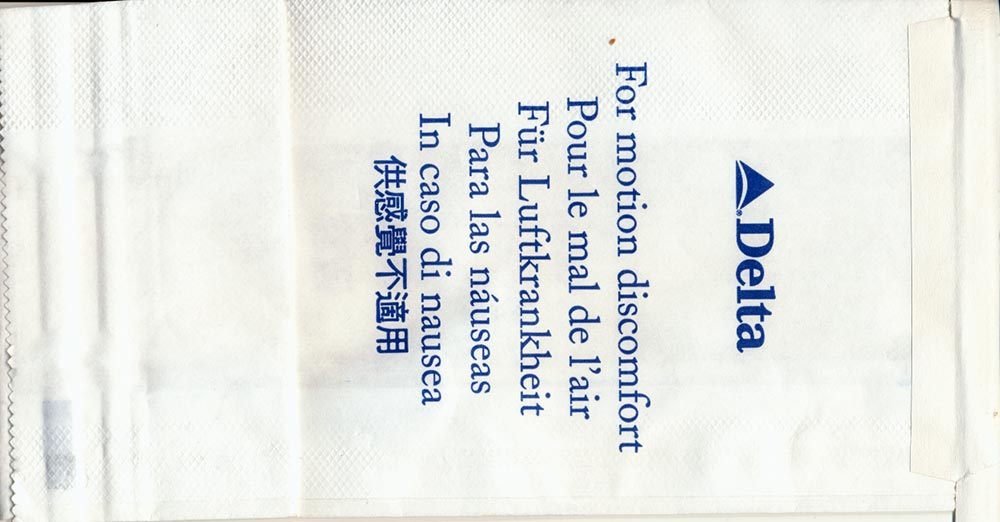 Delta
For motion discomfort
Pour le mal de l'air
Für Luftkrankheit
Para las náuseas
In caso di nausea
供感覺不適用